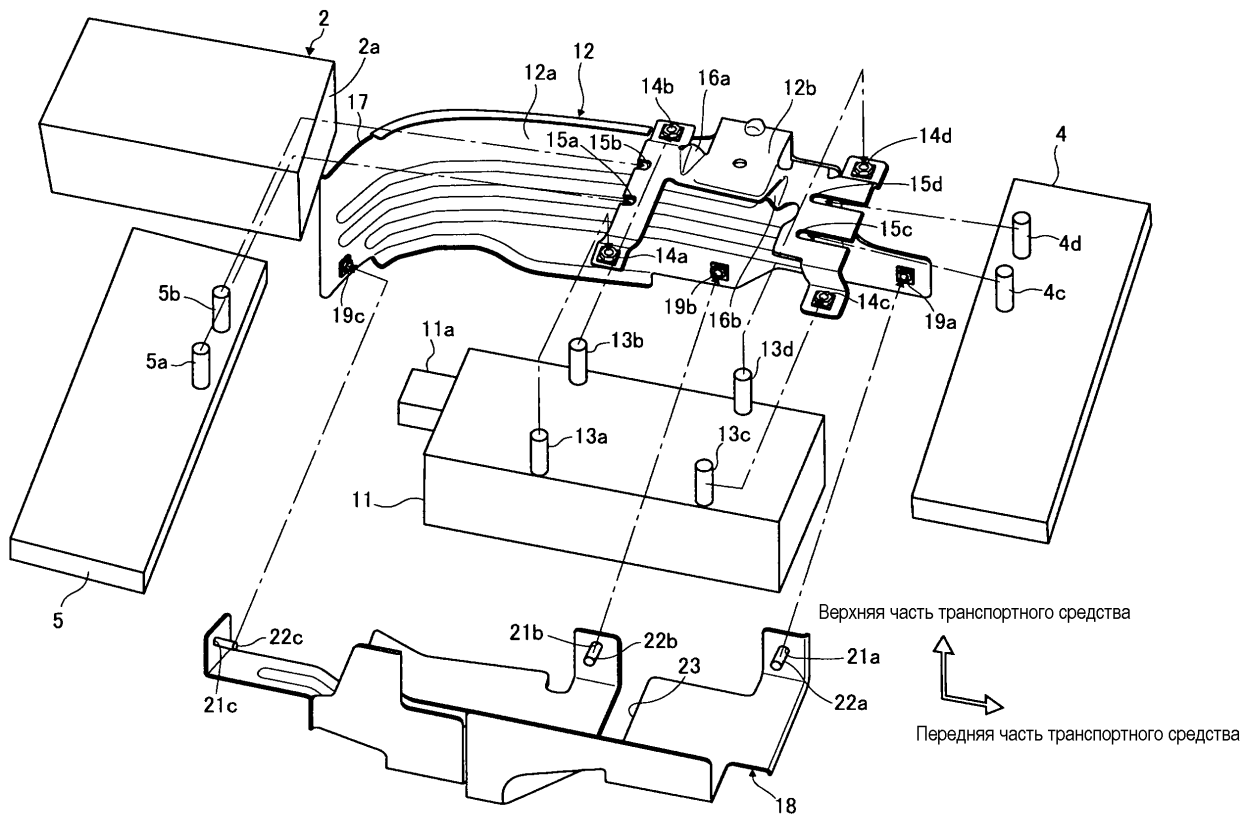 2
2a
12
12a
17
14b
16a
12b
14d
4
15a
15b
15d
15c
4d
4c
14a
19b
16b
14c
19a
5b
5a
19c
11a
13b
13d
13a
13c
11
5
Верхняя часть транспортного средства
22c
21b
22b
21a
23
22a
21c
Передняя часть транспортного средства
18